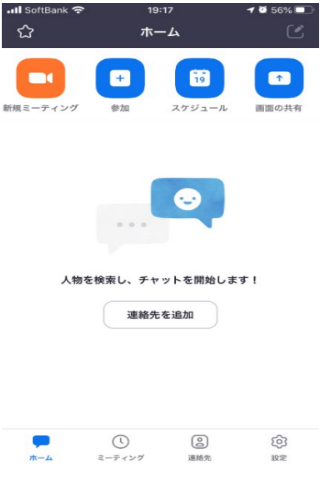 SoftBank 19:17 56%
ホーム
19
新規ミーティング 参加 スケジュール 画面の共有
人物を検索し、チャットを開始します！
連絡先を追加
ホーム ミーティング 連絡先 設定